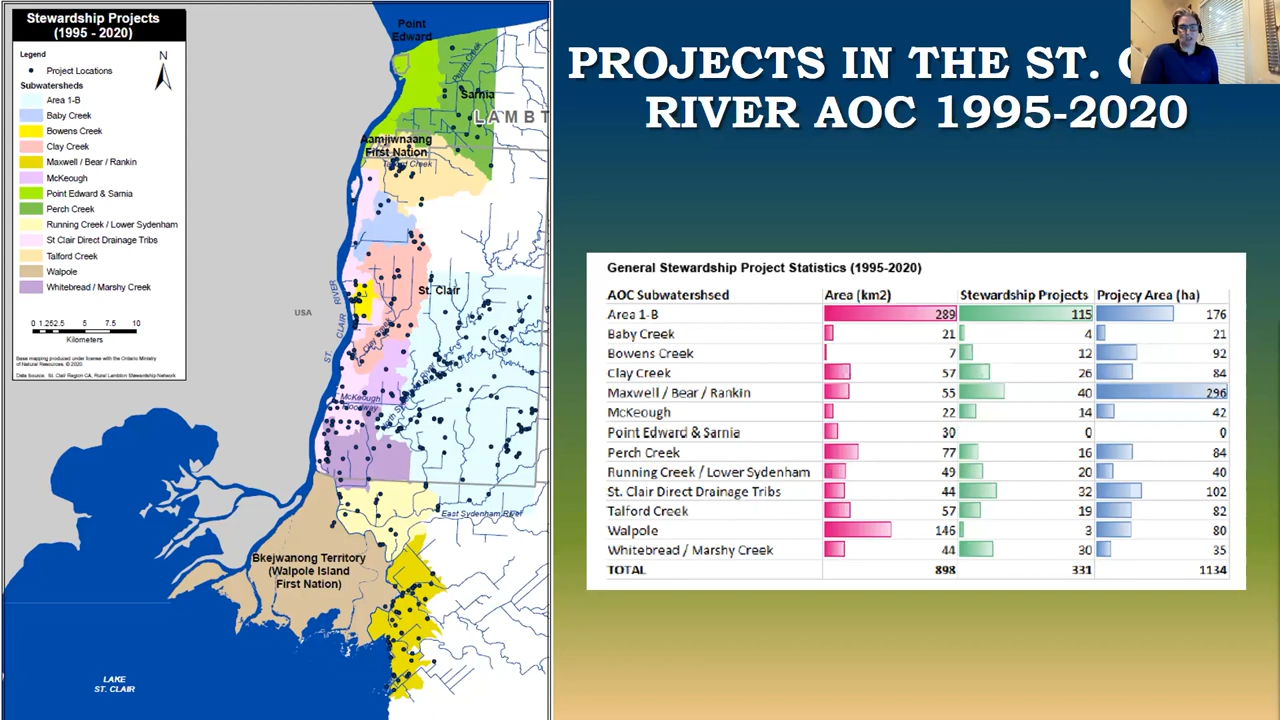 Stewardship Projects
(1995 - 2020)
Legend
N
Project Locations
Subwatersheds
Area 1-B
Baby Creek
Bowens Creek
Clay Creek
Maxwell / Bear / Rankin
McKeough
Point Edward & Sarnia
Perch Creek
Running Creek / Lower Sydenham
St Clair Direct Drainage Tribs
Talford Creek
Walpole
Whitebread / Marshy Creek
0 1.25 2.5 5 7.5 10
Kilometers
Base mapping produced under license with the Ontario Ministry
of Natural Resources. © 2020
Data Source: St. Clair Region CA, Rural Lambton Stewardship Network
Point
Edward
Perch Creek
Sarnia
LAMBT
Aamjiwnaang
First Nation
Talford Creek
St. Clair
USA
ST. CLAIR RIVER
Clay Creek
McKeough
Floodway
East Sydenham River
Bkejwanong Territory
(Walpole Island
First Nation)
LAKE
ST. CLAIR
PROJECTS IN THE ST.
RIVER AOC 1995-2020
General Stewardship Project Statistics (1995-2020)
AOC Subwatershsed Area (km2) Stewardship Projects Projecy Area (ha)
Area 1-B 289 115 176
Baby Creek 21 4 21
Bowens Creek 7 12 92
Clay Creek 57 26 84
Maxwell / Bear / Rankin 55 40 296
McKeough 22 14 42
Point Edward & Sarnia 30 0 0
Perch Creek 77 16 84
Running Creek / Lower Sydenham 49 20 40
St. Clair Direct Drainage Tribs 44 32 102
Talford Creek 57 19 82
Walpole 146 3 80
Whitebread / Marshy Creek 44 30 35
TOTAL 898 331 1134